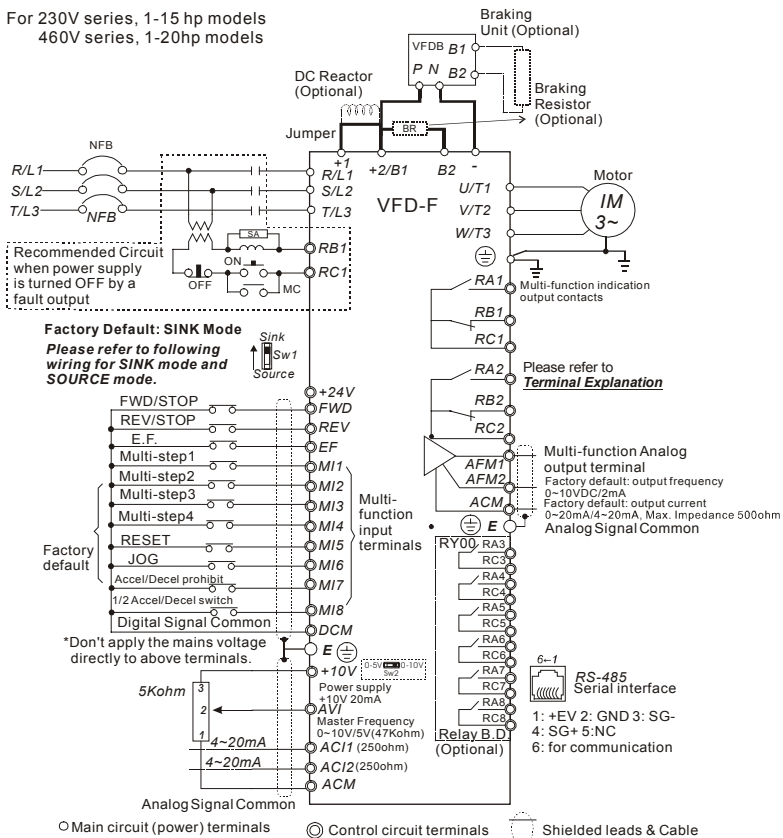 For 230V series, 1-15 hp models
460V series, 1-20hp models
Braking
Unit (Optional)
VFDB B1
P N B2
DC Reactor
(Optional)
Braking
Resistor
(Optional)
BR
Jumper
NFB
+1
+2/B1 B2 -
R/L1 R/L1
S/L2 S/L2
T/L3 NFB T/L3
VFD-F
U/T1
V/T2
W/T3
Motor
IM
3~
E
SA
RB1
ON
RC1
OFF
MC
Recommended Circuit
when power supply
is turned OFF by a
fault output
RA1
Multi-function indication
output contacts
RB1
RC1
Factory Default: SINK Mode
Please refer to following
wiring for SINK mode and
SOURCE mode.
Sink
Sw1
Source
RA2
Please refer to
Terminal Explanation
RB2
RC2
+24V
FWD/STOP FWD
REV/STOP REV
E.F. EF
Multi-step1 MI1
Multi-step2 MI2
Multi-step3 MI3
Multi-step4 MI4
RESET MI5
JOG MI6
Accel/Decel prohibit MI7
1/2 Accel/Decel switch MI8
Digital Signal Common DCM
Factory
default
Multi-
function
input
terminals
*Don't apply the mains voltage
directly to above terminals.
AFM1
Multi-function Analog
output terminal
AFM2
Factory default: output frequency
0~10VDC/2mA
ACM
Factory default: output current
0~20mA/4~20mA, Max. Impedance 500ohm
E
Analog Signal Common
RY00 RA3
RC3
RA4
RC4
RA5
RC5
RA6
RC6
RA7
RC7
RA8
RC8
Relay B.D.
(Optional)
+10V
0-5V 0-10V
Sw2
Power supply
+10V 20mA
5Kohm
3
2
1
AVI
Master Frequency
0~10V/5V(47Kohm)
4~20mA ACI1 (250ohm)
4~20mA ACI2 (250ohm)
ACM
Analog Signal Common
6←1
RS-485
Serial interface
1: +EV 2: GND 3: SG-
4: SG+ 5:NC
6: for communication
Main circuit (power) terminals
Control circuit terminals
Shielded leads & Cable